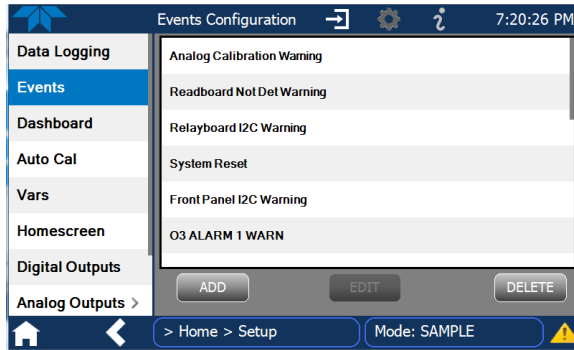 Events Configuration 7:20:26 PM
Data Logging
Events
Dashboard
Auto Cal
Vars
Homescreen
Digital Outputs
Analog Outputs >
Analog Calibration Warning
Readboard Not Det Warning
Relayboard I2C Warning
System Reset
Front Panel I2C Warning
O3 ALARM 1 WARN
ADD EDIT DELETE
> Home > Setup Mode: SAMPLE